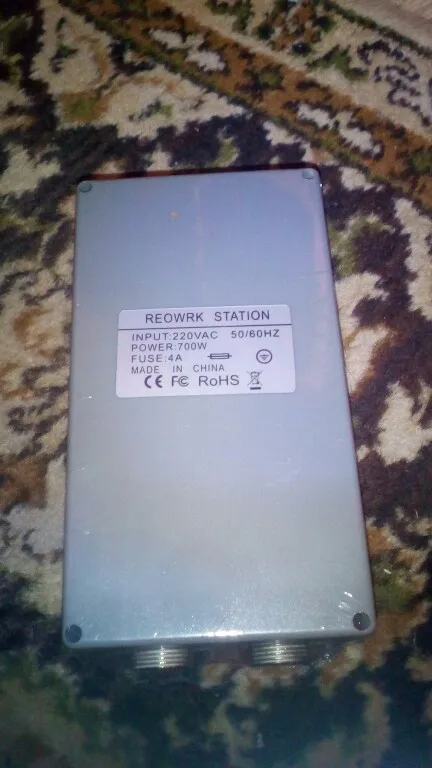 REOWRK STATION
INPUT:220VAC 50/60HZ
POWER:700W
FUSE:4A
MADE IN CHINA
CE FC RoHS